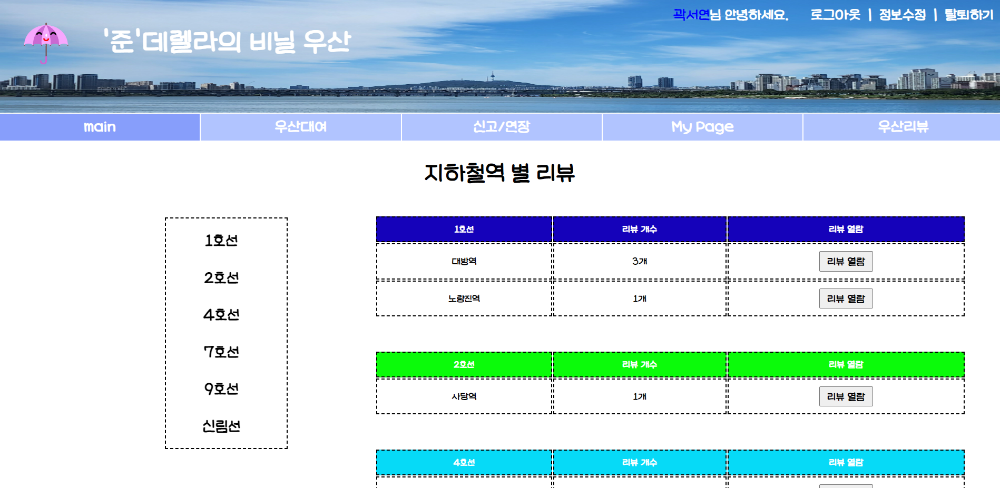 곽서연님 안녕하세요. 로그아웃 | 정보수정 | 탈퇴하기
'준'데렐라의 비닐 우산
main 우산대여 신고/연장 My Page 우산리뷰
지하철역 별 리뷰
1호선
2호선
4호선
7호선
9호선
신림선
1호선 리뷰 개수 리뷰 열람
대방역 3개 리뷰 열람
노량진역 1개 리뷰 열람
2호선 리뷰 개수 리뷰 열람
사당역 1개 리뷰 열람
4호선 리뷰 개수 리뷰 열람